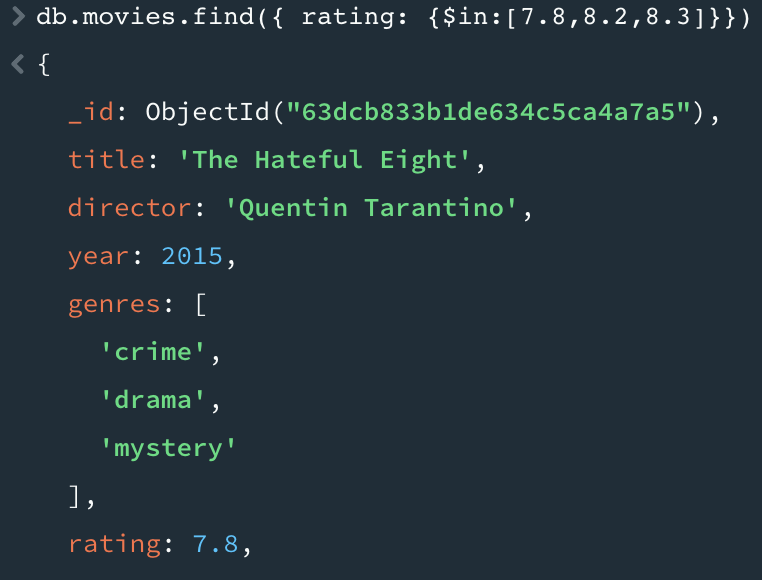 > db.movies.find({ rating: {$in:[7.8,8.2,8.3]}})
< {
_id: ObjectId("63dcb833b1de634c5ca4a7a5"),
title: 'The Hateful Eight',
director: 'Quentin Tarantino',
year: 2015,
genres: [
'crime',
'drama',
'mystery'
],
rating: 7.8,